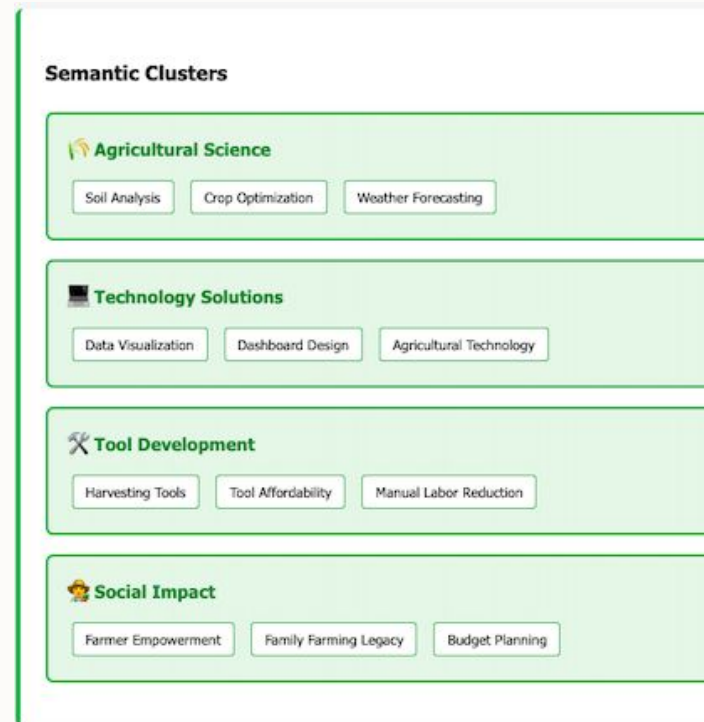 Semantic Clusters
Agricultural Science
Soil Analysis Crop Optimization Weather Forecasting
Technology Solutions
Data Visualization Dashboard Design Agricultural Technology
Tool Development
Harvesting Tools Tool Affordability Manual Labor Reduction
Social Impact
Farmer Empowerment Family Farming Legacy Budget Planning